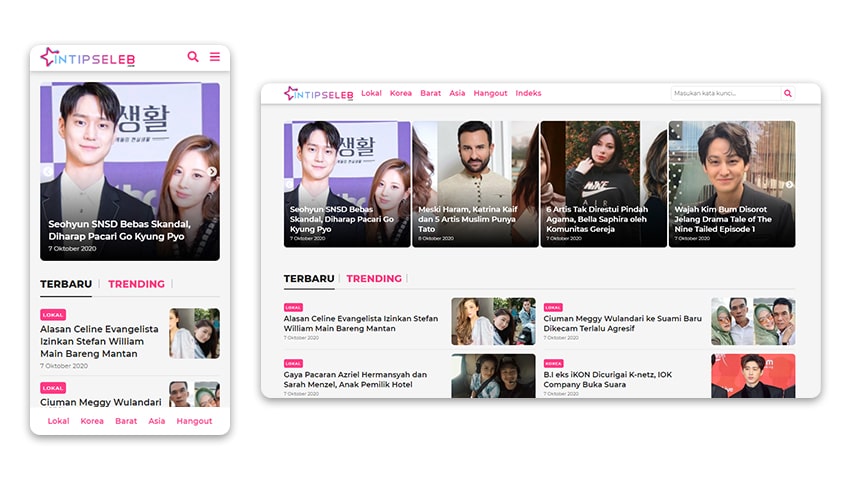 INTIPSELEB
.com
생활
Seohyun SNSD Bebas Skandal,
Diharap Pacari Go Kyung Pyo
7 Oktober 2020
TERBARU
TRENDING
LOKAL
Alasan Celine Evangelista
Izinkan Stefan William
Main Bareng Mantan
7 Oktober 2020
LOKAL
Ciuman Meggy Wulandari
Lokal
Korea
Barat
Asia
Hangout
INTIPSELEB
.com
Lokal
Korea
Barat
Asia
Hangout
Indeks
Masukan kata kunci...
생활
Seohyun SNSD Bebas
Skandal, Diharap Pacari Go
Kyung Pyo
7 Oktober 2020
Meski Haram, Katrina Kaif
dan 5 Artis Muslim Punya
Tato
8 Oktober 2020
NIKE
AIR
6 Artis Tak Direstui Pindah
Agama, Bella Saphira oleh
Komunitas Gereja
7 Oktober 2020
Wajah Kim Bum Disorot
Jelang Drama Tale of The
Nine Tailed Episode 1
7 Oktober 2020
TERBARU
TRENDING
LOKAL
Alasan Celine Evangelista Izinkan Stefan
William Main Bareng Mantan
7 Oktober 2020
LOKAL
Ciuman Meggy Wulandari ke Suami Baru
Dikecam Terlalu Agresif
7 Oktober 2020
LOKAL
Gaya Pacaran Azriel Hermansyah dan
Sarah Menzel, Anak Pemilik Hotel
7 Oktober 2020
KOREA
B.I eks iKON Dicurigai K-netz, IOK
Company Buka Suara
7 Oktober 2020